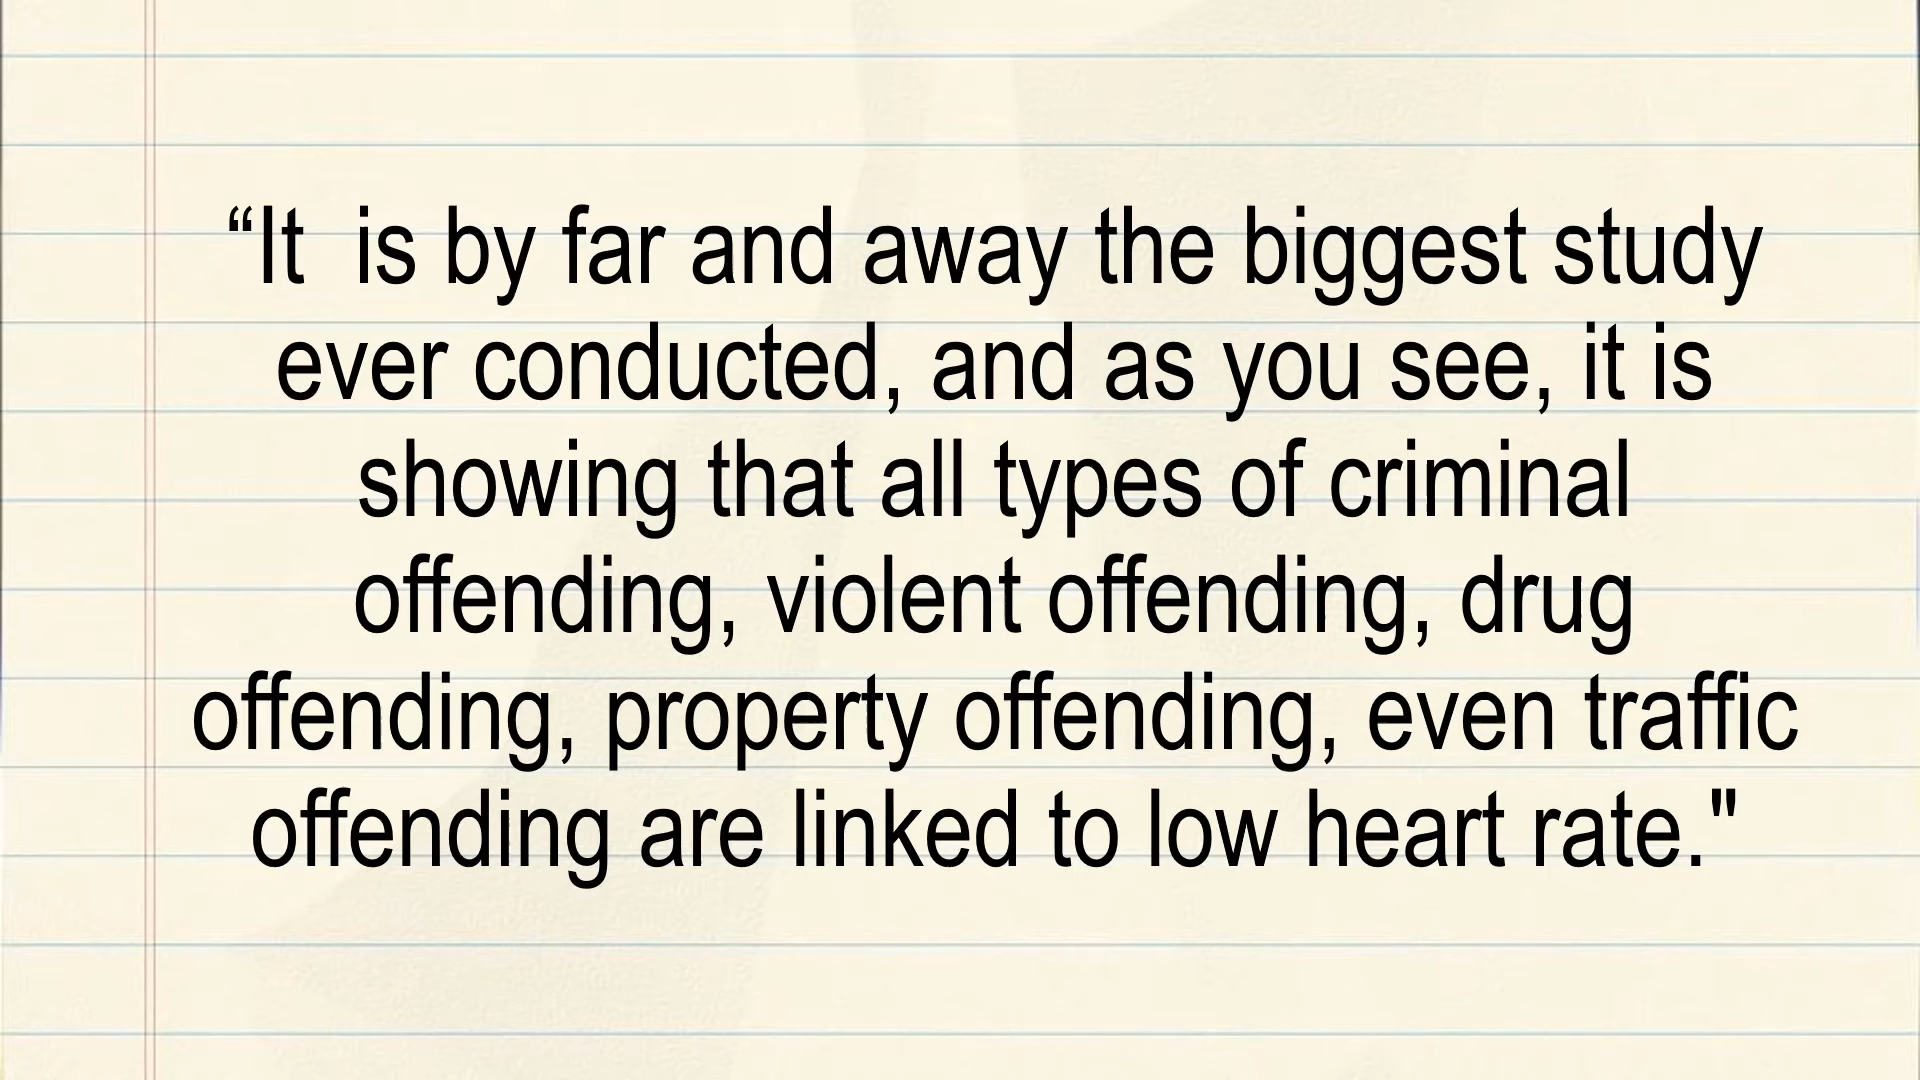 “It  is by far and away the biggest study
ever conducted, and as you see, it is
showing that all types of criminal
offending, violent offending, drug
offending, property offending, even traffic
offending are linked to low heart rate."